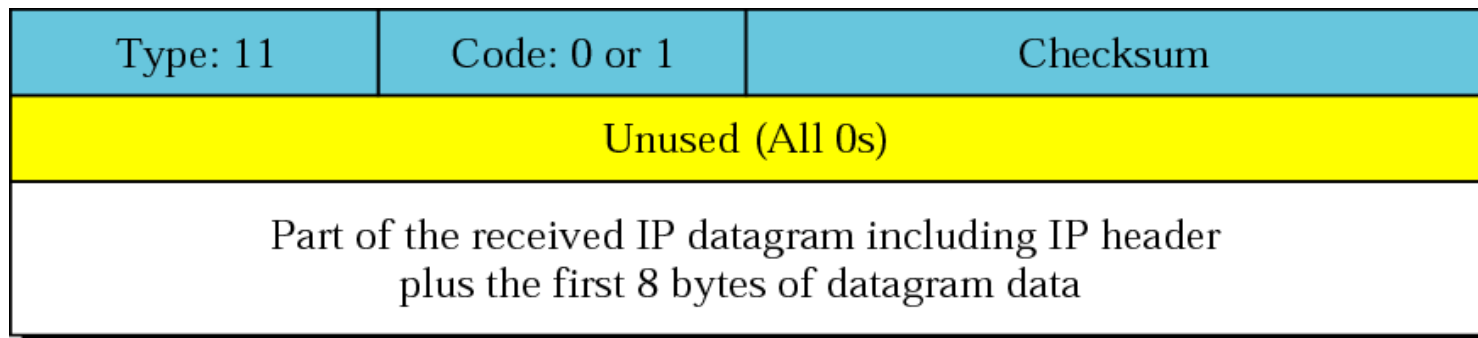 Type: 11
Code: 0 or 1
Checksum
Unused (All 0s)
Part of the received IP datagram including IP header
plus the first 8 bytes of datagram data